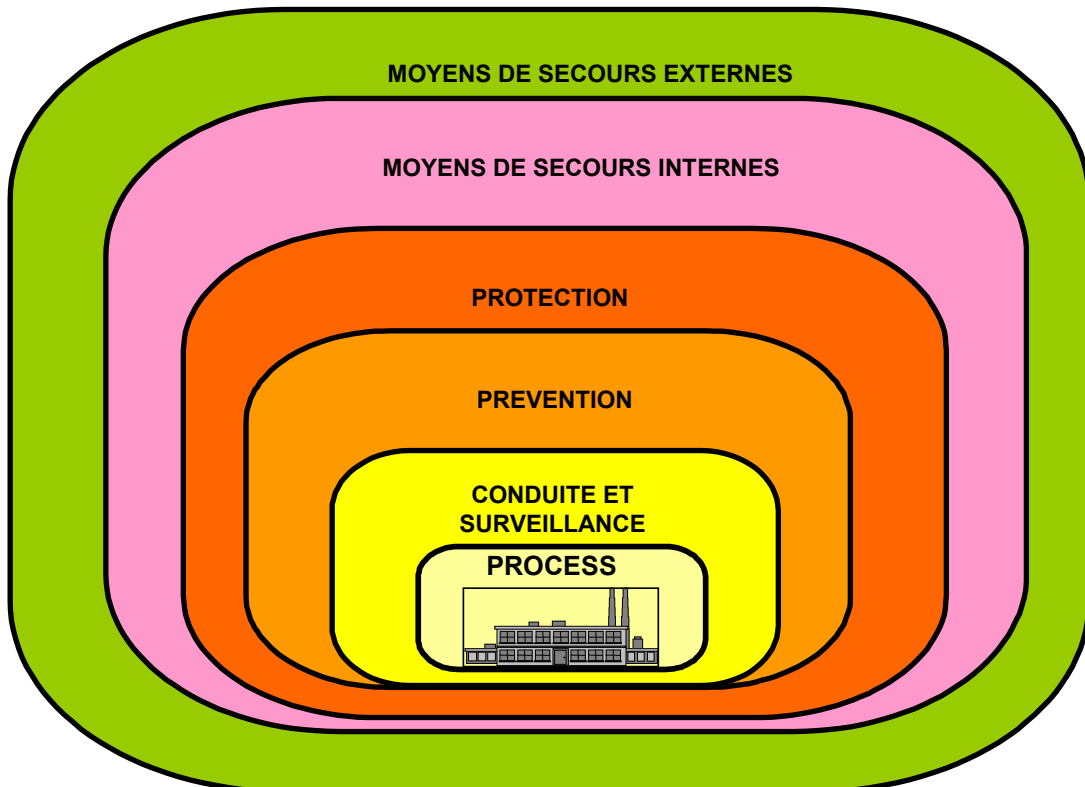 MOYENS DE SECOURS EXTERNES
MOYENS DE SECOURS INTERNES
PROTECTION
PREVENTION
CONDUITE ET
SURVEILLANCE
PROCESS